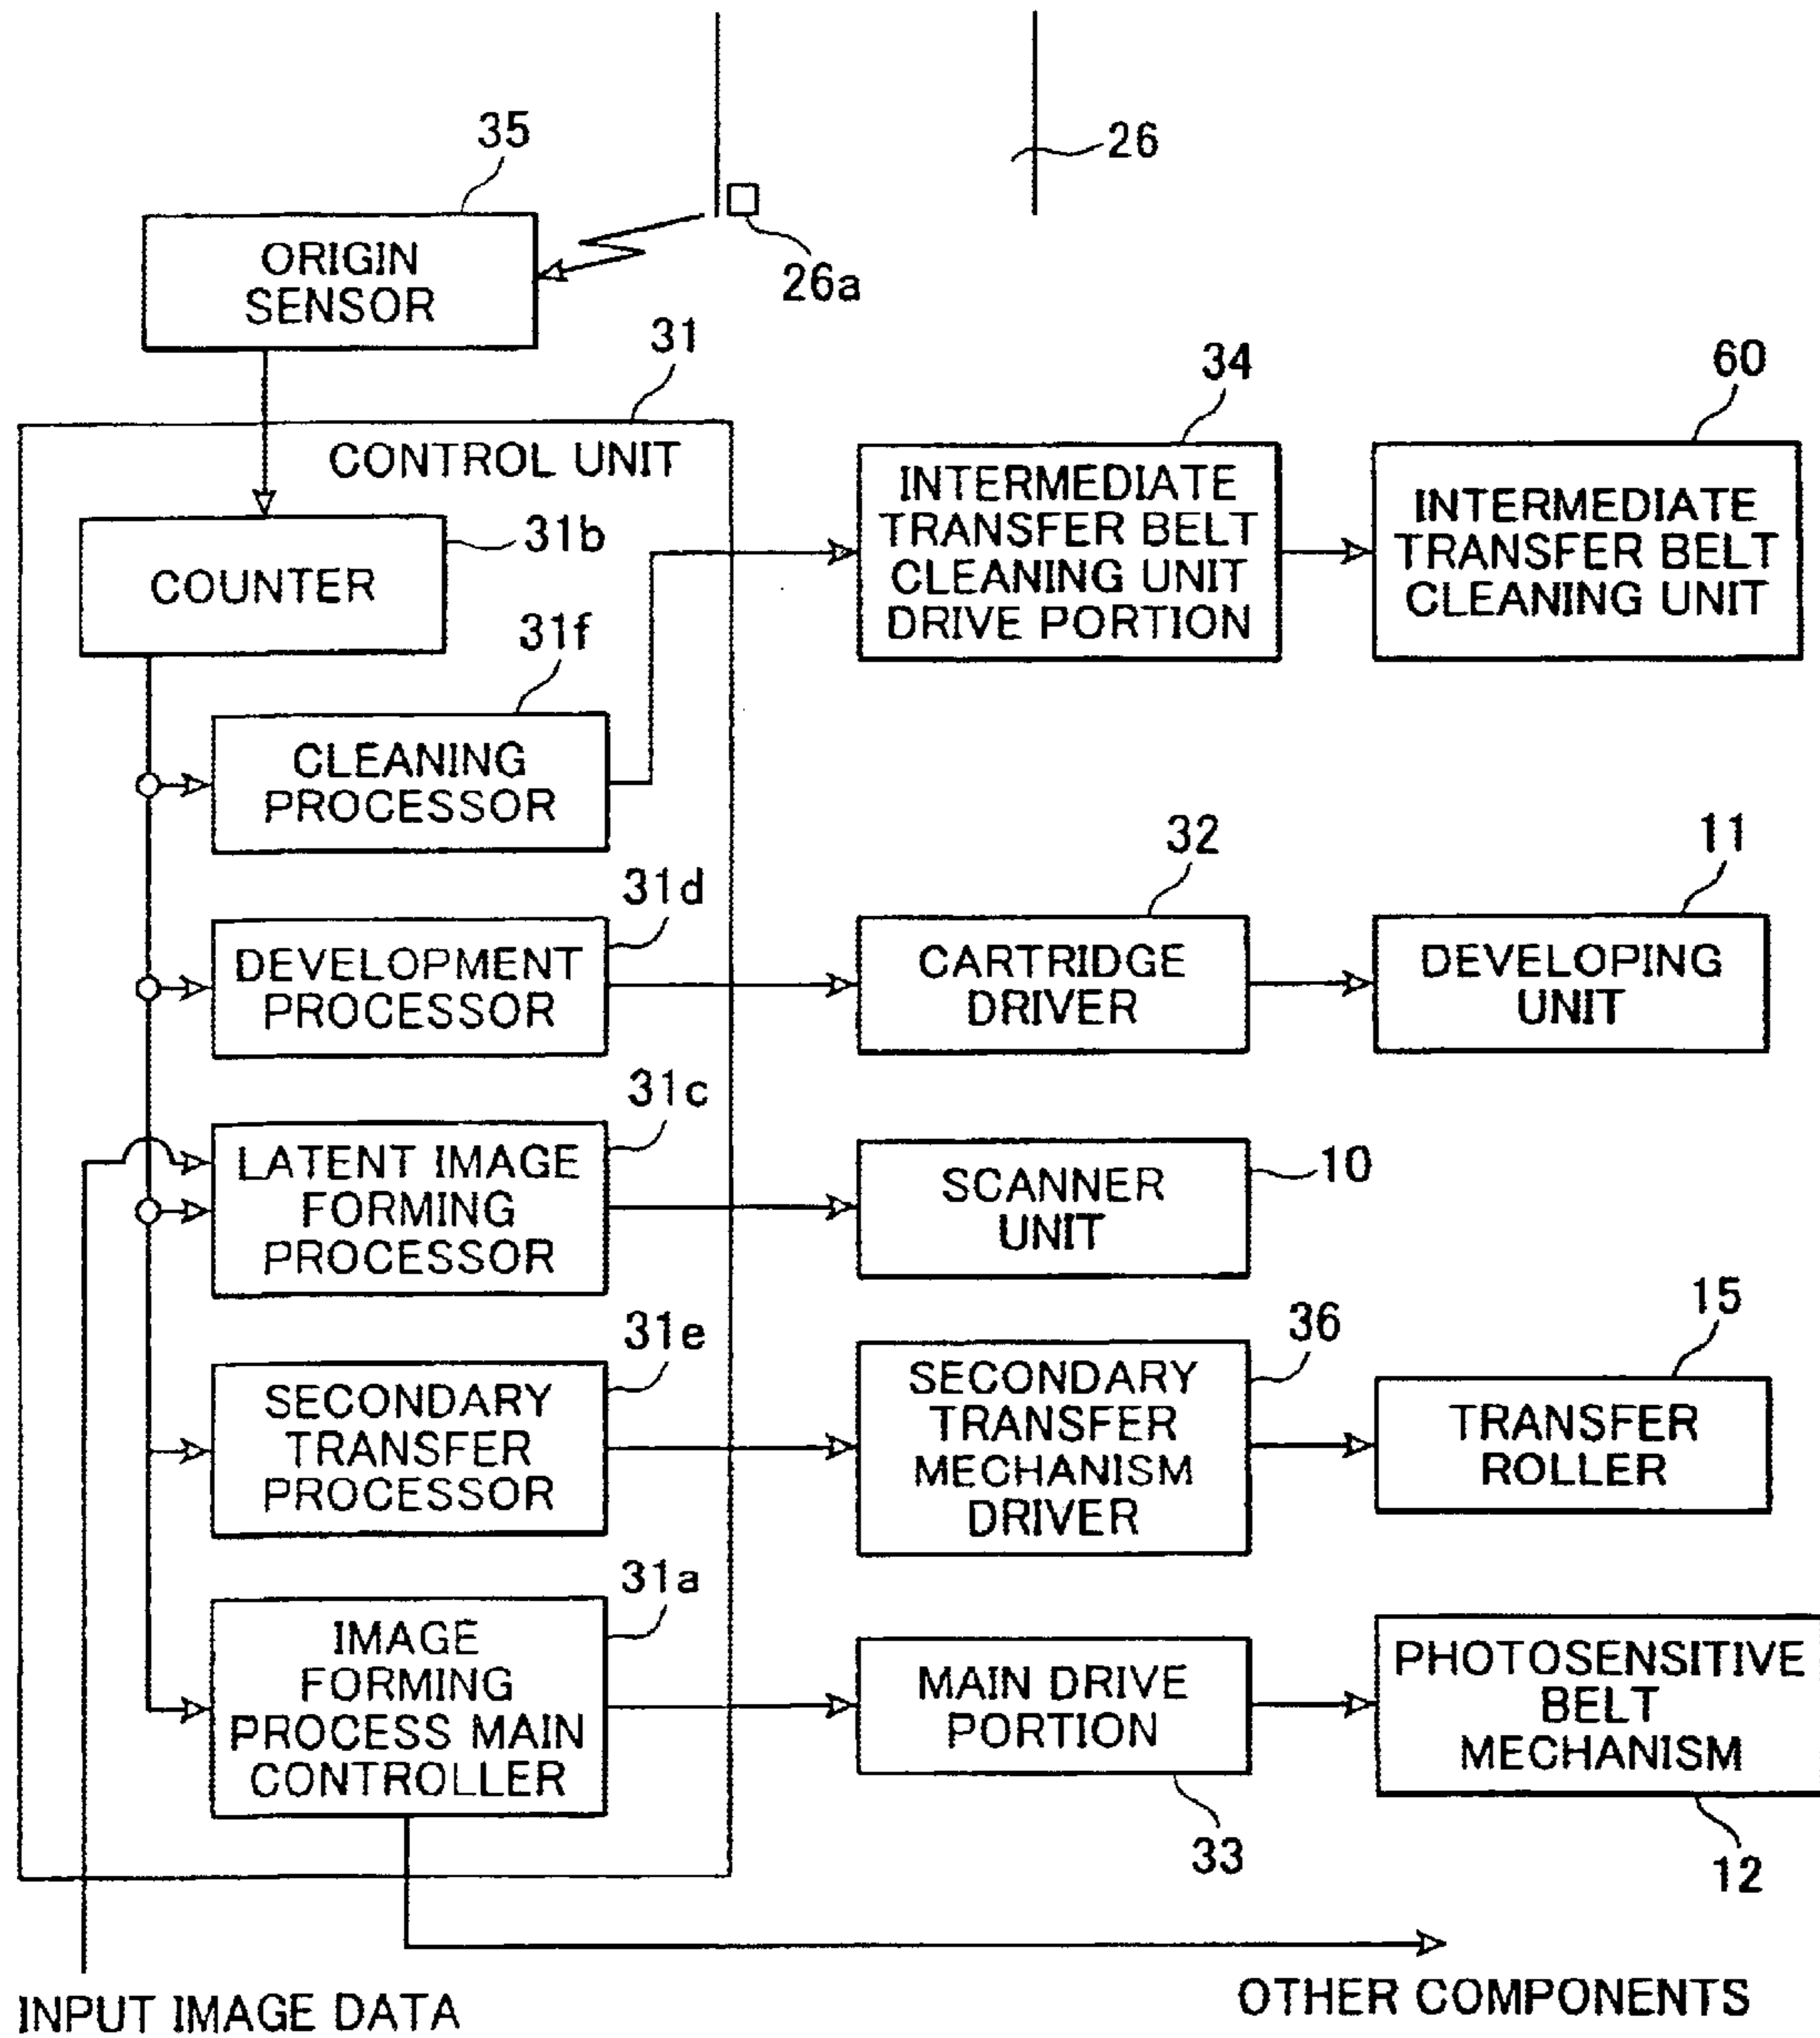 26
35
ORIGIN
SENSOR
26a
31
34
60
CONTROL UNIT
31b
COUNTER
INTERMEDIATE
TRANSFER BELT
CLEANING UNIT
DRIVE PORTION
INTERMEDIATE
TRANSFER BELT
CLEANING UNIT
31f
CLEANING
PROCESSOR
31d
32
11
DEVELOPMENT
PROCESSOR
CARTRIDGE
DRIVER
DEVELOPING
UNIT
31c
LATENT IMAGE
FORMING
PROCESSOR
SCANNER
UNIT
10
31e
36
15
SECONDARY
TRANSFER
PROCESSOR
SECONDARY
TRANSFER
MECHANISM
DRIVER
TRANSFER
ROLLER
31a
IMAGE
FORMING
PROCESS MAIN
CONTROLLER
MAIN DRIVE
PORTION
PHOTOSENSITIVE
BELT
MECHANISM
33
12
INPUT IMAGE DATA
OTHER COMPONENTS